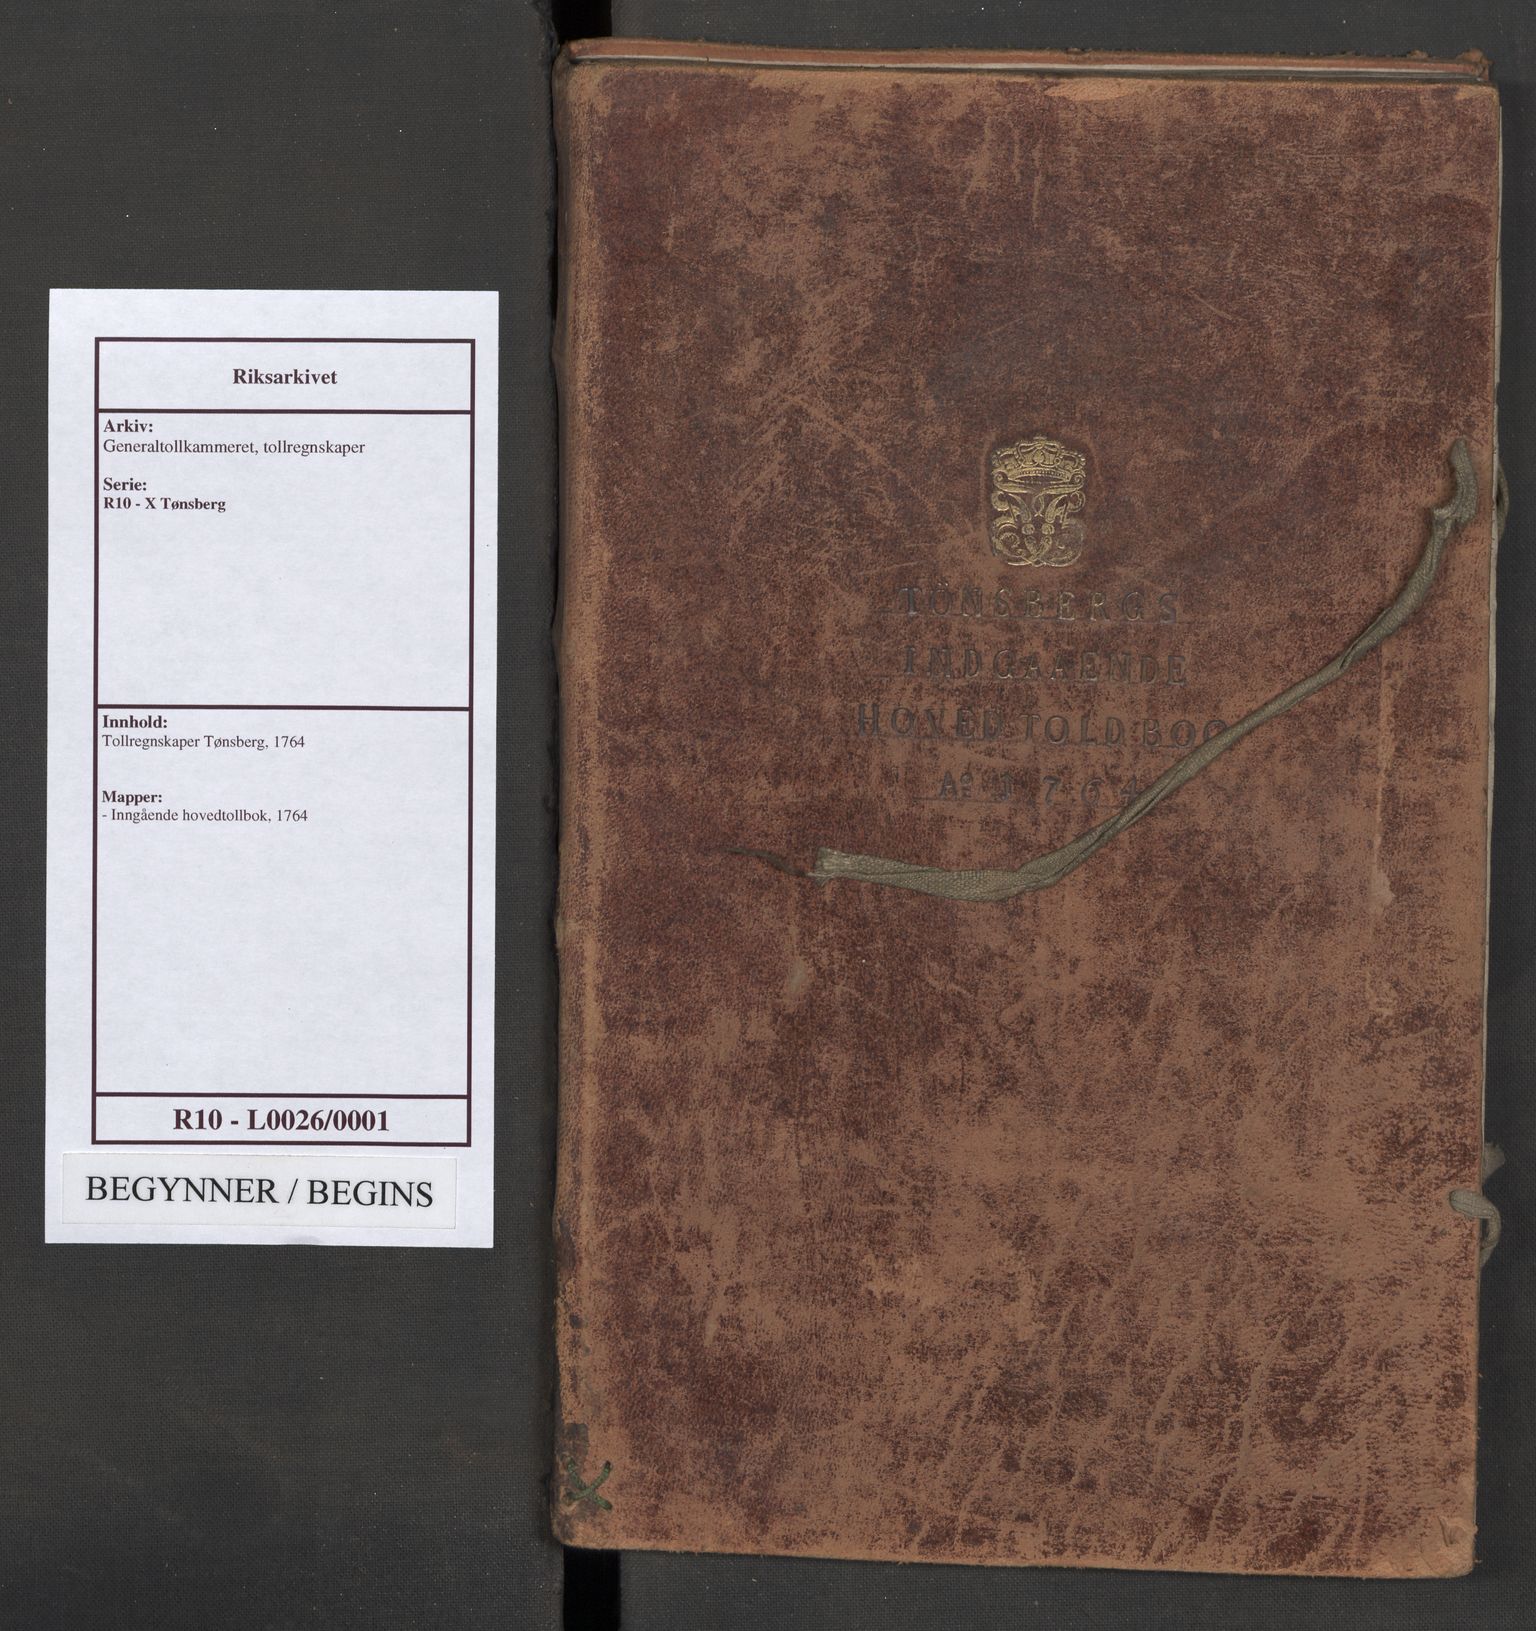 Riksarkivet
Arkiv:
Generaltollkammeret, tollregnskaper
Serie:
R10 - X Tønsberg
Innhold:
Tollregnskaper Tønsberg, 1764
Mapper:
- Inngående hovedtollbok, 1764
R10 - L0026/0001
BEGYNNER / BEGINS
TONSBERGS
INDGAAENDE
HOVED TOLD BOG
Aº 1764
X